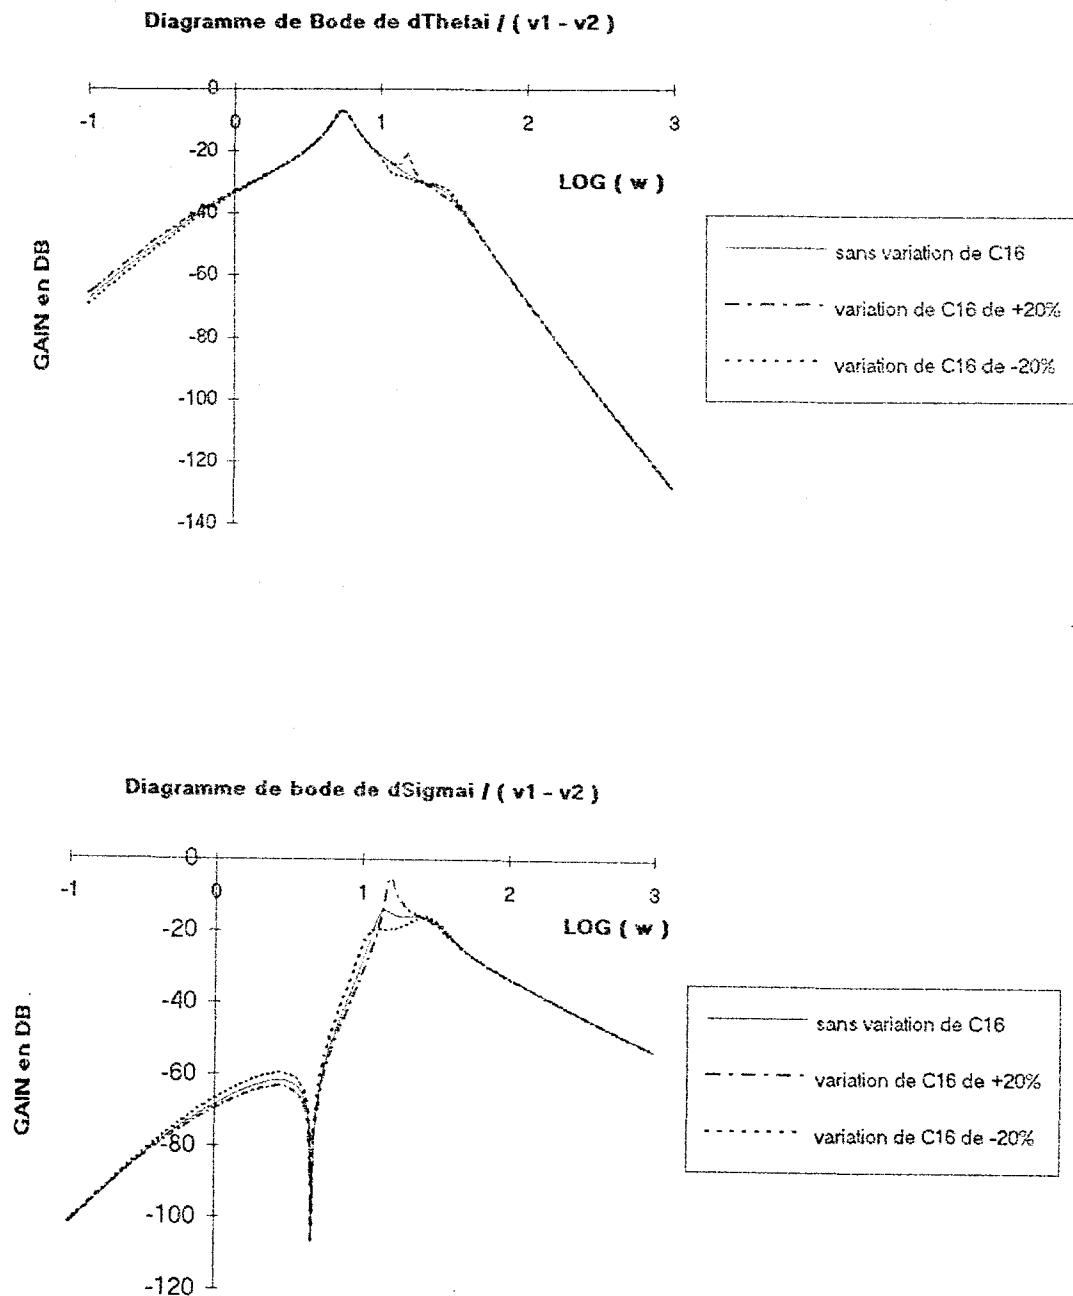 Diagramme de Bode de dThetai / ( v1 - v2 )
0
-1 0 1 2 3
-20
LOG ( w )
-40
-60
-80
-100
-120
-140
GAIN en DB
sans variation de C16
variation de C16 de +20%
variation de C16 de -20%
Diagramme de bode de dSigmai / ( v1 - v2 )
0
-1 0 1 2 3
-20
LOG ( w )
-40
-60
-80
-100
-120
GAIN en DB
sans variation de C16
variation de C16 de +20%
variation de C16 de -20%